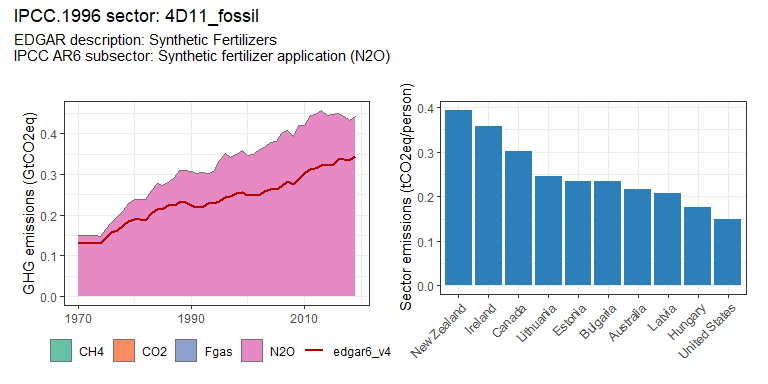 IPCC.1996 sector: 4D11_fossil
EDGAR description: Synthetic Fertilizers
IPCC AR6 subsector: Synthetic fertilizer application (N2O)
GHG emissions (GtCO2eq)
0.4
0.3
0.2
0.1
0.0
1970
1990
2010
CH4
CO2
Fgas
N2O
edgar6_v4
Sector emissions (tCO2eq/person)
0.4
0.3
0.2
0.1
0.0
New Zealand
Ireland
Canada
Lithuania
Estonia
Bulgaria
Australia
Latvia
Hungary
United States